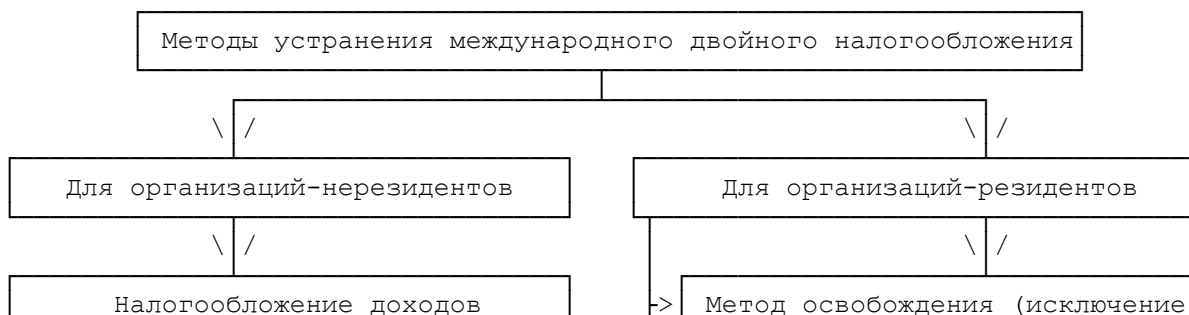 Методы устранения международного двойного налогообложения
Для организаций-нерезидентов
Для организаций-резидентов
Налогообложение доходов
Метод освобождения (исключение